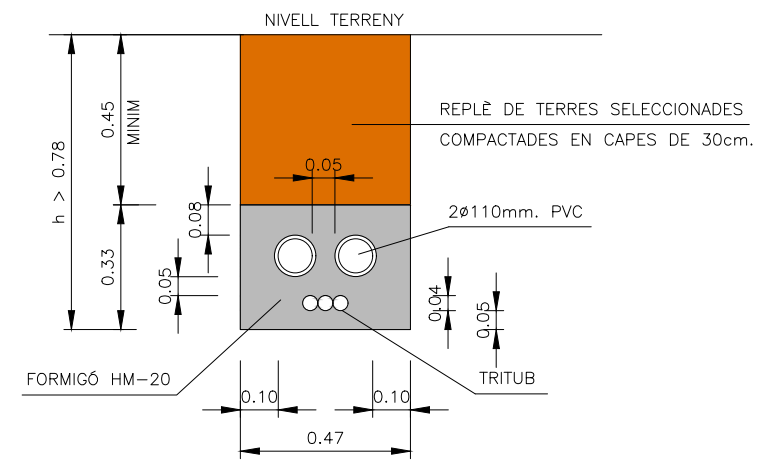 NIVELL TERRENY
0.45
MINIM
h > 0.78
REPLÈ DE TERRES SELECCIONADES
COMPACTADES EN CAPES DE 30cm.
0.05
0.08
2ø110mm. PVC
0.33
0.05
0.04
0.05
FORMIGÓ HM-20
TRITUB
0.10
0.10
0.47